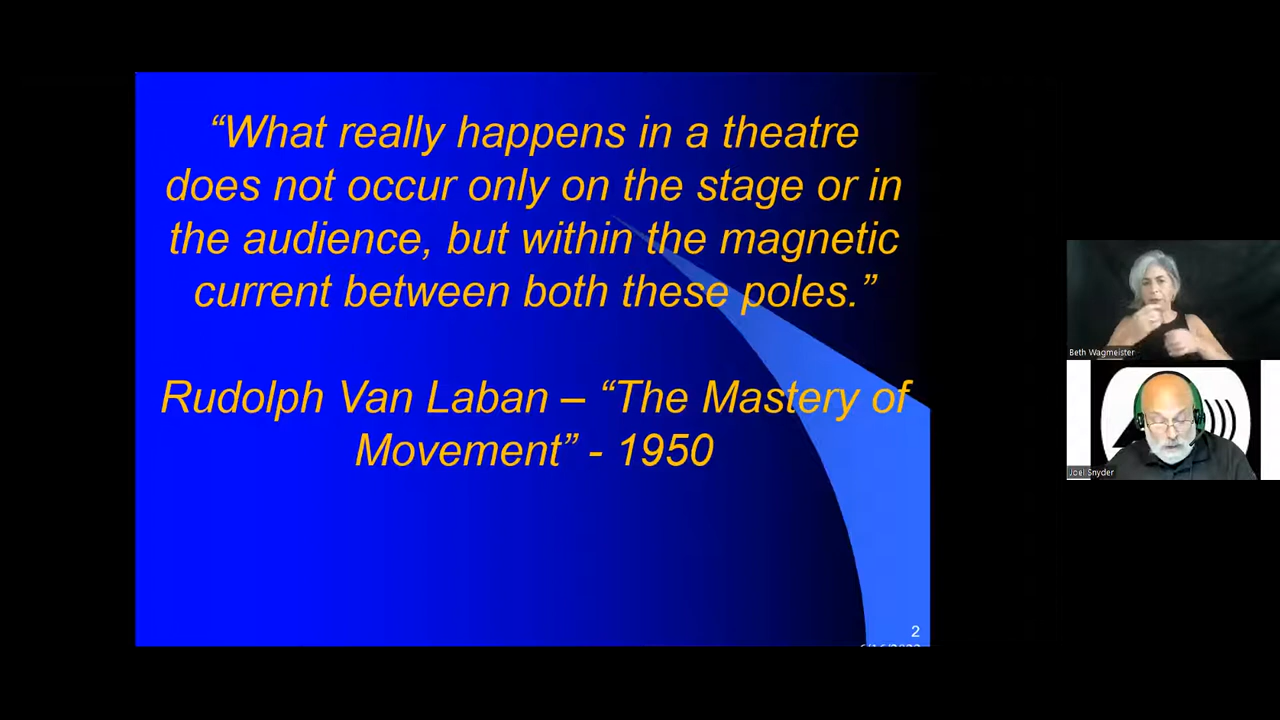 “What really happens in a theatre
does not occur only on the stage or in
the audience, but within the magnetic
current between both these poles.”
Rudolph Van Laban – “The Mastery of
Movement” - 1950
2
Beth Wagmeister
Joel Snyder